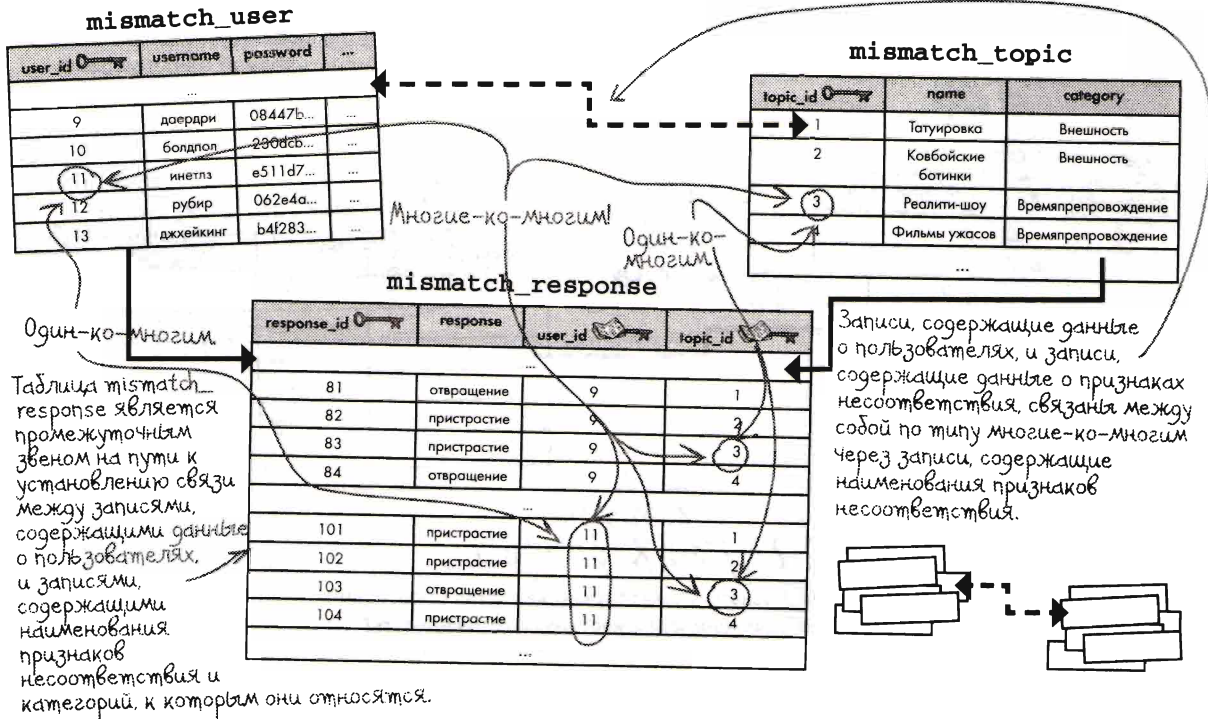 mismatch_user
user_id username password ...
...
9 даердри 08447b... ...
10 болдпол 230dcb... ...
11 инетлз e511d7... ...
12 рубир 062e4a... ...
13 джхейкинг b4f283... ...
mismatch_topic
topic_id name category
1 Татуировка Внешность
2 Ковбойские Внешность
ботинки
3 Реалити-шоу Времяпрепровождение
4 Фильмы ужасов Времяпрепровождение
...
Многие-ко-многим!
Один-ко-
многим.
Один-ко-многим.
mismatch_response
response_id response user_id topic_id
...
81 отвращение 9 1
82 пристрастие 9 2
83 пристрастие 9 3
84 отвращение 9 4
...
101 пристрастие 11 1
102 пристрастие 11 2
103 отвращение 11 3
104 пристрастие 11 4
...
Таблица mismatch_
response является
промежуточным
звеном на пути к
установлению связи
между записями,
содержащими данные
о пользователях,
и записями,
содержащими
наименования
признаков
несоответствия и
категорий, к которым они относятся.
Записи, содержащие данные
о пользователях, и записи,
содержащие данные о признаках
несоответствия, связаны между
собой по типу многие-ко-многим
через записи, содержащие
наименования признаков
несоответствия.